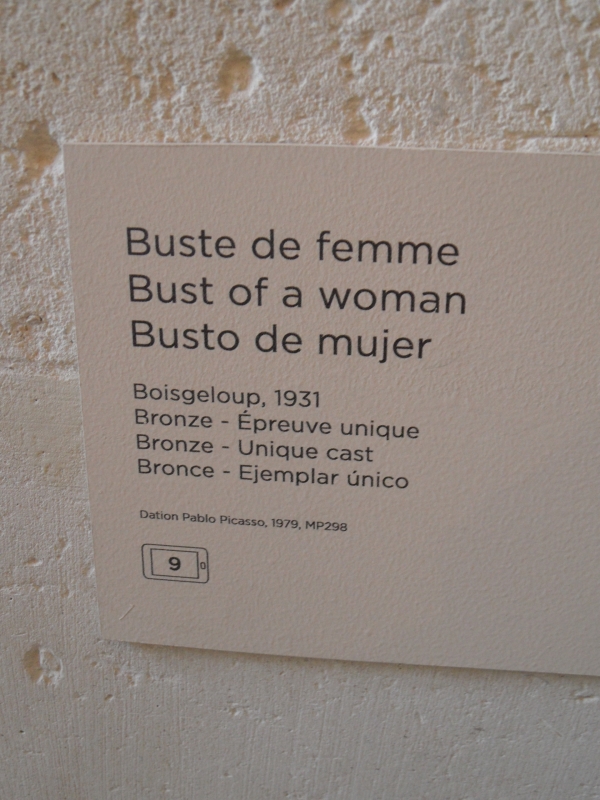 Buste de femme
Bust of a woman
Busto de mujer
Boisgeloup, 1931
Bronze - Épreuve unique
Bronze - Unique cast
Bronce - Ejemplar único
Dation Pablo Picasso, 1979, MP298
9